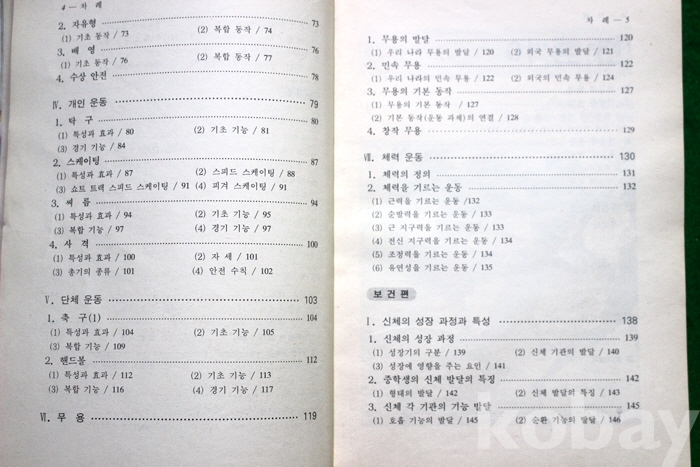 4 — 차 례
2. 자유형 73
(1) 기초 동작 / 73 (2) 복합 동작 / 74
3. 배 영 76
(1) 기초 동작 / 76 (2) 복합 동작 / 77
4. 수상 안전 78
Ⅳ. 개인 운동 79
1. 탁 구 80
(1) 특성과 효과 / 80 (2) 기초 기능 / 81
(3) 경기 기능 / 84
2. 스케이팅 87
(1) 특성과 효과 / 87 (2) 스피드 스케이팅 / 88
(3) 쇼트 트랙 스피드 스케이팅 / 91 (4) 피겨 스케이팅 / 91
3. 씨 름 94
(1) 특성과 효과 / 94 (2) 기초 기능 / 95
(3) 복합 기능 / 97 (4) 경기 기능 / 97
4. 사 격 100
(1) 특성과 효과 / 100 (2) 자 세 / 101
(3) 총기의 종류 / 101 (4) 안전 수칙 / 102
Ⅴ. 단체 운동 103
1. 축 구(1) 104
(1) 특성과 효과 / 104 (2) 기초 기능 / 105
(3) 복합 기능 / 109
2. 핸드볼 112
(1) 특성과 효과 / 112 (2) 기초 기능 / 113
(3) 복합 기능 / 116 (4) 경기 기능 / 117
Ⅵ. 무 용 119
차 례 — 5
1. 무용의 발달 120
(1) 우리 나라 무용의 발달 / 120 (2) 외국 무용의 발달 / 121
2. 민속 무용 122
(1) 우리 나라의 민속 무용 / 122 (2) 외국의 민속 무용 / 124
3. 무용의 기본 동작 127
(1) 무용의 기본 동작 / 127
(2) 기본 동작(운동 과제)의 연결 / 128
4. 창작 무용 129
Ⅶ. 체력 운동 130
1. 체력의 정의 131
2. 체력을 기르는 운동 132
(1) 근력을 기르는 운동 / 132
(2) 순발력을 기르는 운동 / 133
(3) 근 지구력을 기르는 운동 / 133
(4) 전신 지구력을 기르는 운동 / 134
(5) 조정력을 기르는 운동 / 134
(6) 유연성을 기르는 운동 / 135
보건편
Ⅰ. 신체의 성장 과정과 특성 138
1. 신체의 성장 과정 139
(1) 성장기의 구분 / 139 (2) 신체 기관의 발달 / 140
(3) 성장에 영향을 주는 요인 / 141
2. 중학생의 신체 발달의 특징 142
(1) 형태의 발달 / 142 (2) 신체 발달의 특징 / 143
3. 신체 각 기관의 기능 발달 145
(1) 호흡 기능의 발달 / 145 (2) 순환 기능의 발달 / 146
kobay